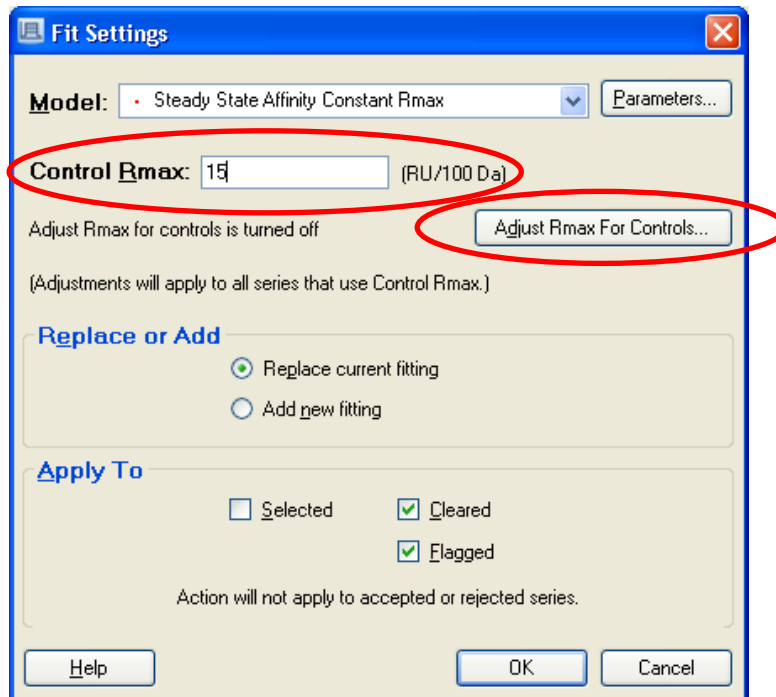 Fit Settings
Model: Steady State Affinity Constant Rmax Parameters...
Control Rmax: 15 (RU/100 Da)
Adjust Rmax for controls is turned off Adjust Rmax For Controls...
(Adjustments will apply to all series that use Control Rmax.)
Replace or Add
Replace current fitting
Add new fitting
Apply To
Selected Cleared
Flagged
Action will not apply to accepted or rejected series.
Help OK Cancel